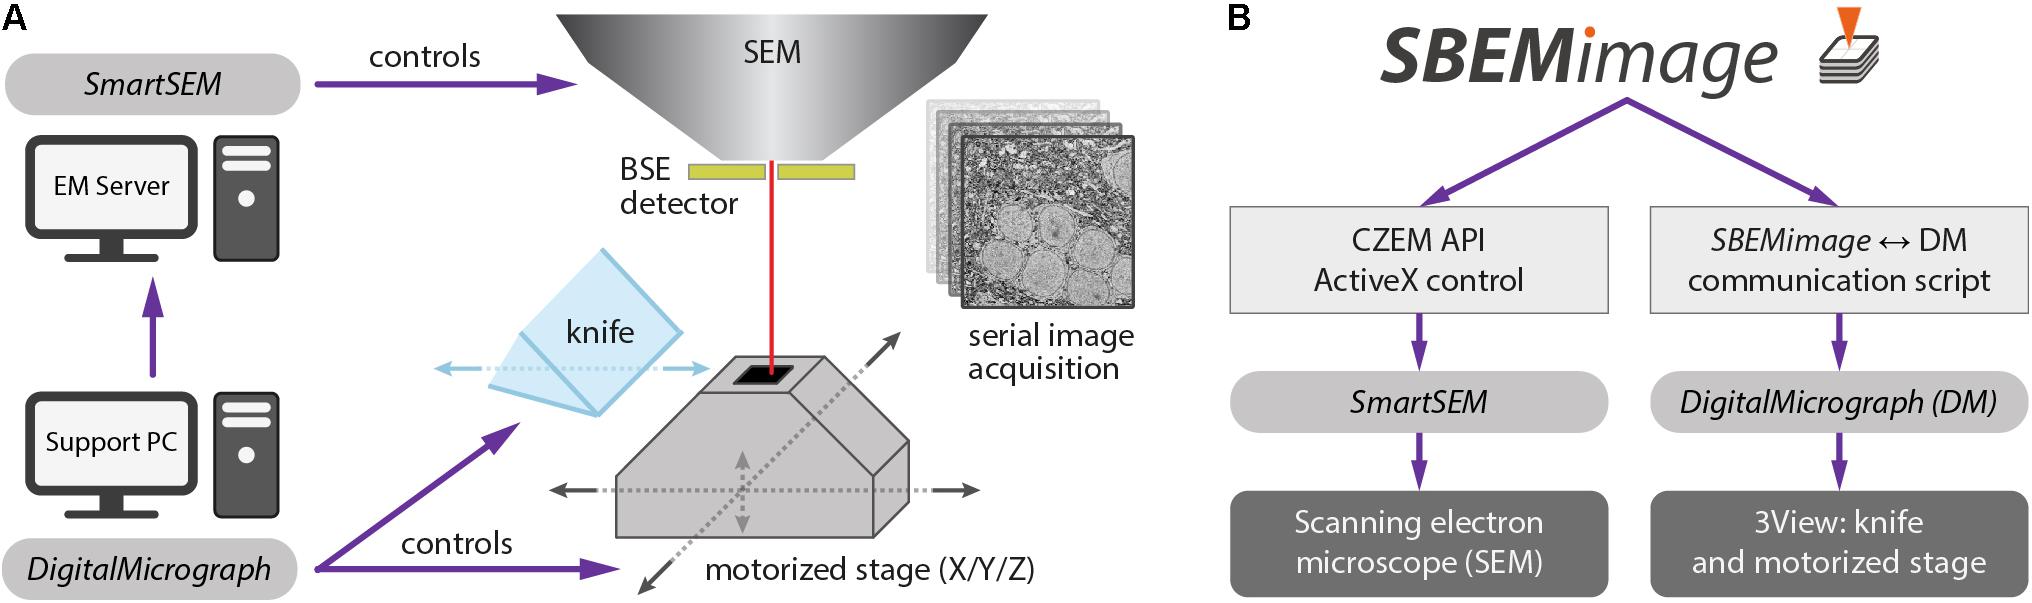 A
SmartSEM
controls
SEM
EM Server
BSE
detector
knife
serial image
acquisition
Support PC
DigitalMicrograph
controls
motorized stage (X/Y/Z)
B
SBEMimage
CZEM API
ActiveX control
SBEMimage ↔ DM
communication script
SmartSEM
DigitalMicrograph (DM)
Scanning electron
microscope (SEM)
3View: knife
and motorized stage